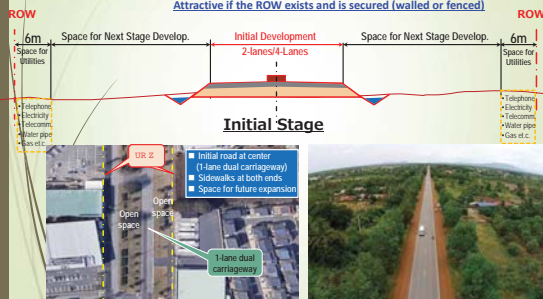 Attractive if the ROW exists and is secured (walled or fenced)
ROW
ROW
6m
Space for Next Stage Develop.
Initial Development
Space for Next Stage Develop.
6m
Space for
Utilities
2-lanes/4-Lanes
Space for
Utilities
• Telephone
• Electricity
• Telecomm.
• Water pipe
• Gas et.c.
• Telephone
• Electricity
• Telecomm.
• Water pipe
• Gas et.c.
Initial Stage
UR Z
■ Initial road at center
(1-lane dual carriageway)
■ Sidewalks at both ends
■ Space for future expansion
Open
space
Open
space
1-lane dual
carriageway